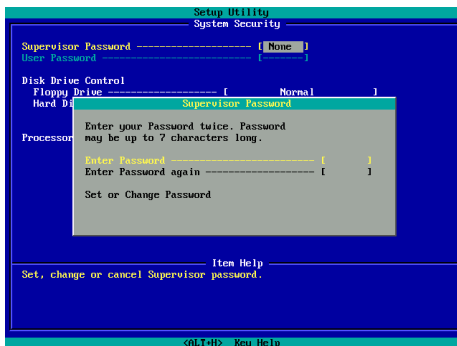 Setup Utility
System Security
Supervisor Password -------------------- [ None ]
User Password ---------------------------- [-------]
Disk Drive Control
Floppy Drive ------------------- [ Normal ]
Hard Di
Supervisor Password
Enter your Password twice. Password
may be up to 7 characters long.
Processor
Enter Password ------------------------- [ ]
Enter Password again ------------------- [ ]
Set or Change Password
Item Help
Set, change or cancel Supervisor password.
<ALT+H> Key Help